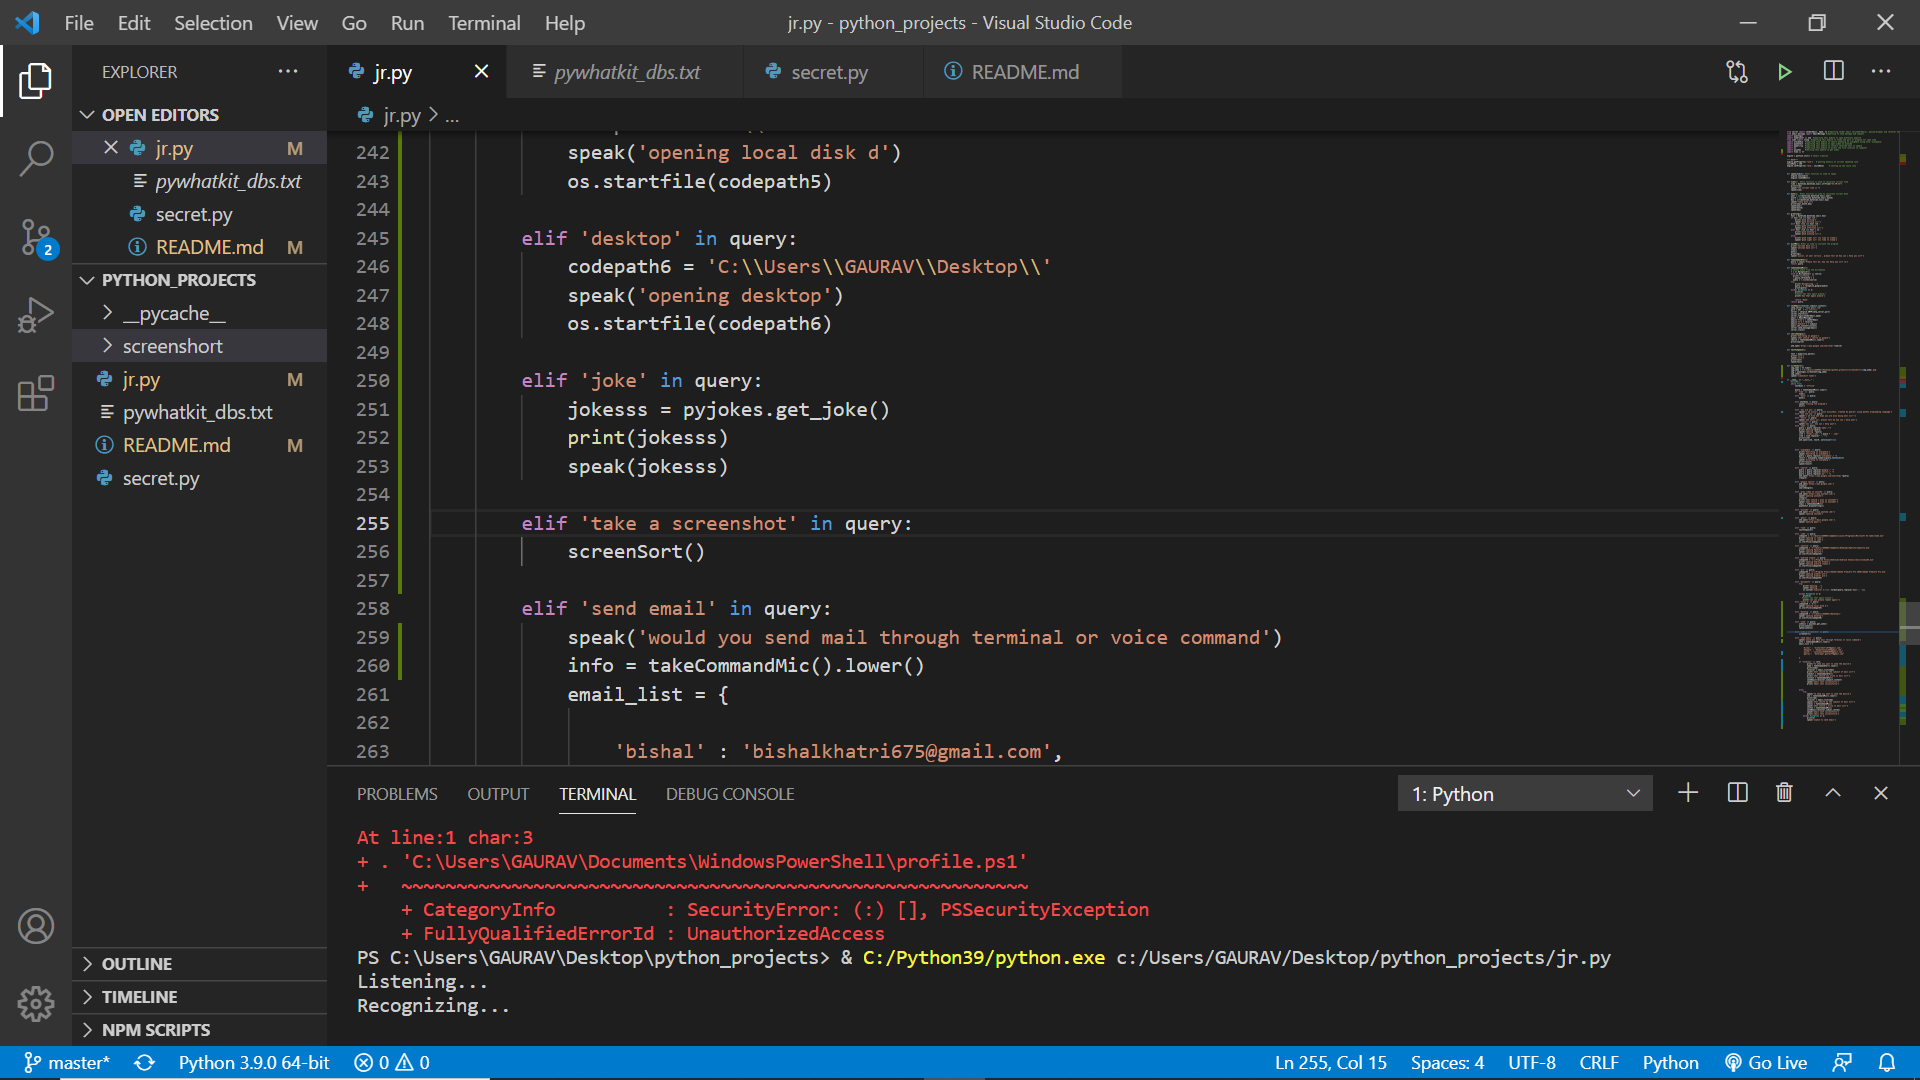 File Edit Selection View Go Run Terminal Help
jr.py - python_projects - Visual Studio Code
EXPLORER
OPEN EDITORS
jr.py M
pywhatkit_dbs.txt
secret.py
README.md M
PYTHON_PROJECTS
__pycache__
screenshort
jr.py M
pywhatkit_dbs.txt
README.md M
secret.py
OUTLINE
TIMELINE
NPM SCRIPTS
2
jr.py pywhatkit_dbs.txt secret.py README.md
jr.py > ...
242 speak('opening local disk d')
243 os.startfile(codepath5)
244
245 elif 'desktop' in query:
246 codepath6 = 'C:\\Users\\GAURAV\\Desktop\\'
247 speak('opening desktop')
248 os.startfile(codepath6)
249
250 elif 'joke' in query:
251 jokesss = pyjokes.get_joke()
252 print(jokesss)
253 speak(jokesss)
254
255 elif 'take a screenshot' in query:
256 screenSort()
257
258 elif 'send email' in query:
259 speak('would you send mail through terminal or voice command')
260 info = takeCommandMic().lower()
261 email_list = {
262
263 'bishal' : 'bishalkhatri675@gmail.com',
PROBLEMS OUTPUT TERMINAL DEBUG CONSOLE
1: Python
At line:1 char:3
+ . 'C:\Users\GAURAV\Documents\WindowsPowerShell\profile.ps1'
+   ~~~~~~~~~~~~~~~~~~~~~~~~~~~~~~~~~~~~~~~~~~~~~~~~~~~~~~~~~
+ CategoryInfo          : SecurityError: (:) [], PSSecurityException
+ FullyQualifiedErrorId : UnauthorizedAccess
PS C:\Users\GAURAV\Desktop\python_projects> & C:/Python39/python.exe c:/Users/GAURAV/Desktop/python_projects/jr.py
Listening...
Recognizing...
master* Python 3.9.0 64-bit 0 0 Ln 255, Col 15 Spaces: 4 UTF-8 CRLF Python Go Live